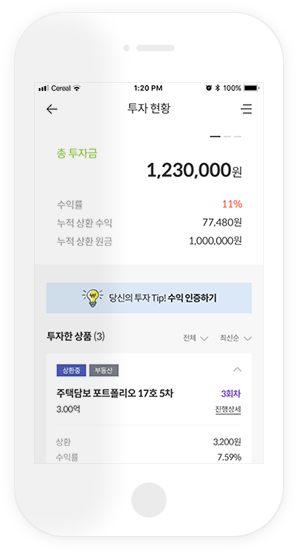 Cereal 1:20 PM 100%
투자 현황
총 투자금
1,230,000원
수익률 11%
누적 상환 수익 77,480원
누적 상환 원금 1,000,000원
당신의 투자 Tip! 수익 인증하기
투자한 상품 (3) 전체 최신순
상환중 부동산
주택담보 포트폴리오 17호 5차 3회차
3.00억 진행상세
상환 3,200원
수익률 7.59%